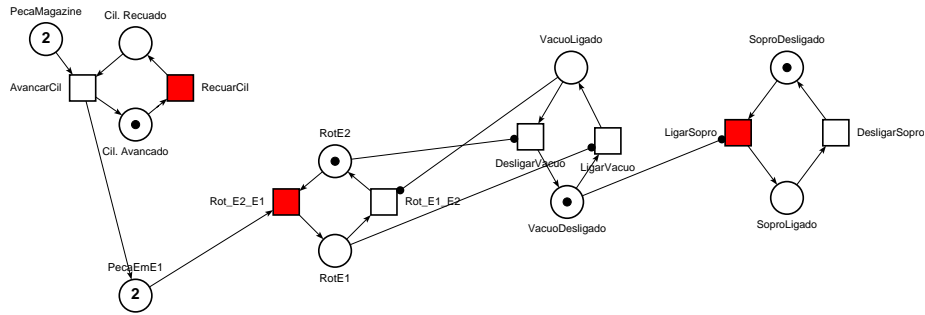 PecaMagazine
Cil. Recuado
2
AvancarCil
RecuarCil
Cil. Avancado
VacuoLigado
SoproDesligado
RotE2
DesligarVacuo
LigarVacuo
LigarSopro
DesligarSopro
Rot_E2_E1
Rot_E1_E2
VacuoDesligado
SoproLigado
PecaEmE1
RotE1
2